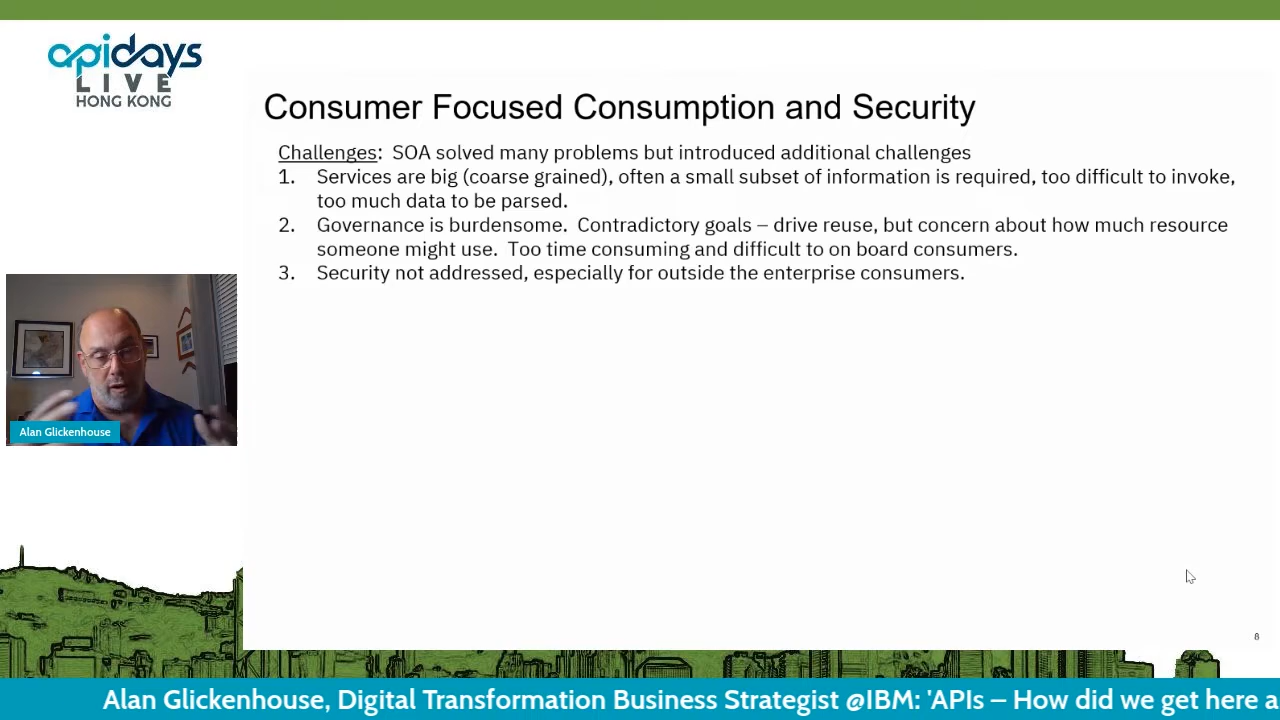 apidays
LIVE
HONG KONG
Consumer Focused Consumption and Security
Challenges: SOA solved many problems but introduced additional challenges
1. Services are big (coarse grained), often a small subset of information is required, too difficult to invoke,
too much data to be parsed.
2. Governance is burdensome. Contradictory goals – drive reuse, but concern about how much resource
someone might use. Too time consuming and difficult to on board consumers.
3. Security not addressed, especially for outside the enterprise consumers.
Alan Glickenhouse
8
Alan Glickenhouse, Digital Transformation Business Strategist @IBM: 'APIs – How did we get here a